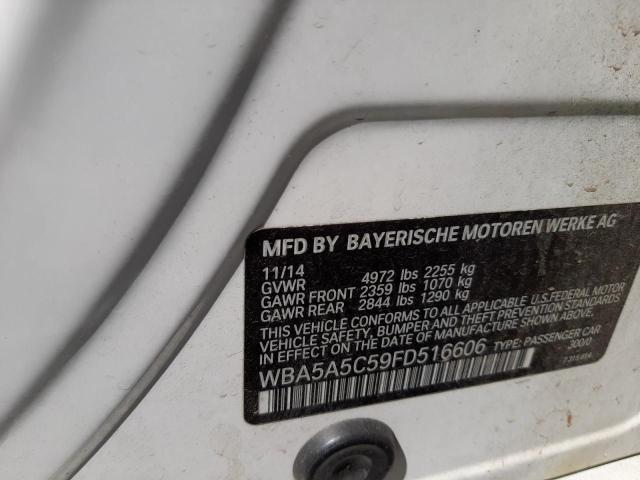 MFD BY BAYERISCHE MOTOREN WERKE AG
11/14
GVWR 4972 lbs 2255 kg
GAWR FRONT 2359 lbs 1070 kg
GAWR REAR 2844 lbs 1290 kg
THIS VEHICLE CONFORMS TO ALL APPLICABLE U.S.FEDERAL MOTOR
VEHICLE SAFETY, BUMPER AND THEFT PREVENTION STANDARDS
IN EFFECT ON THE DATE OF MANUFACTURE SHOWN ABOVE.
WBA5A5C59FD516606 TYPE: PASSENGER CAR
300/0